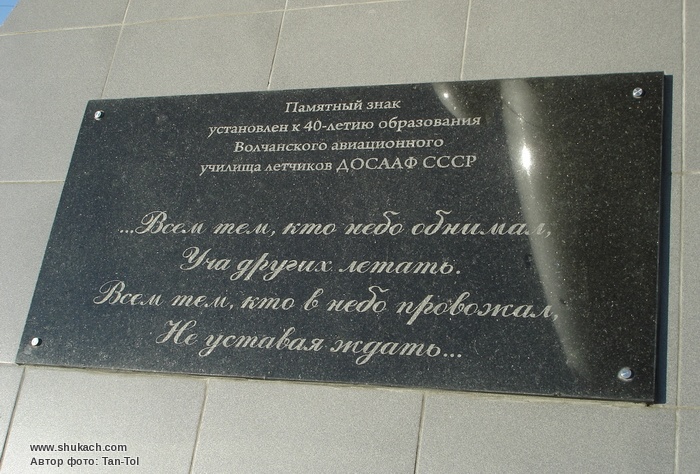 Памятный знак
установлен к 40-летию образования
Волчанского авиационного
училища летчиков ДОСААФ СССР
...Всем тем, кто небо обнимал,
Уча других летать.
Всем тем, кто в небо провожал,
Не уставая ждать...
www.shukach.com
Автор фото: Tan-Tol